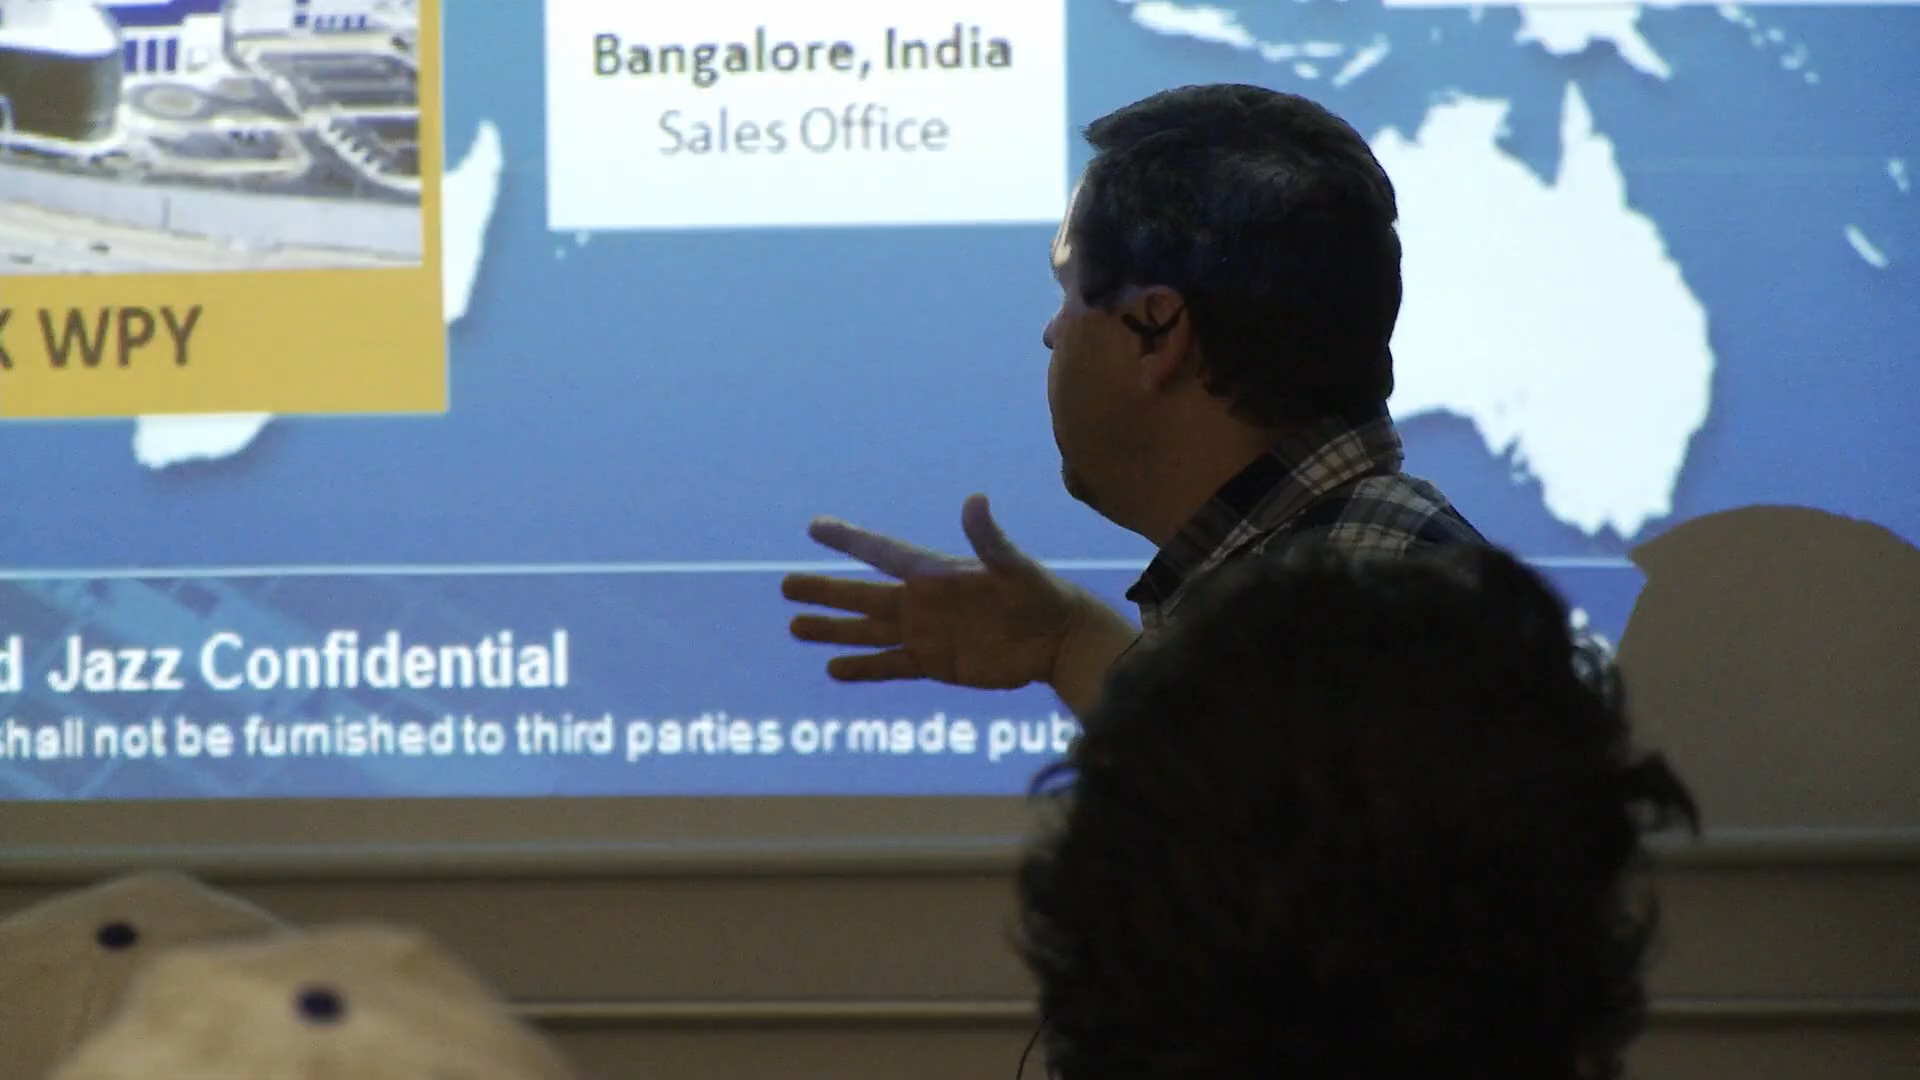 Bangalore, India
Sales Office
K WPY
d Jazz Confidential
shall not be furnished to third parties or made pub